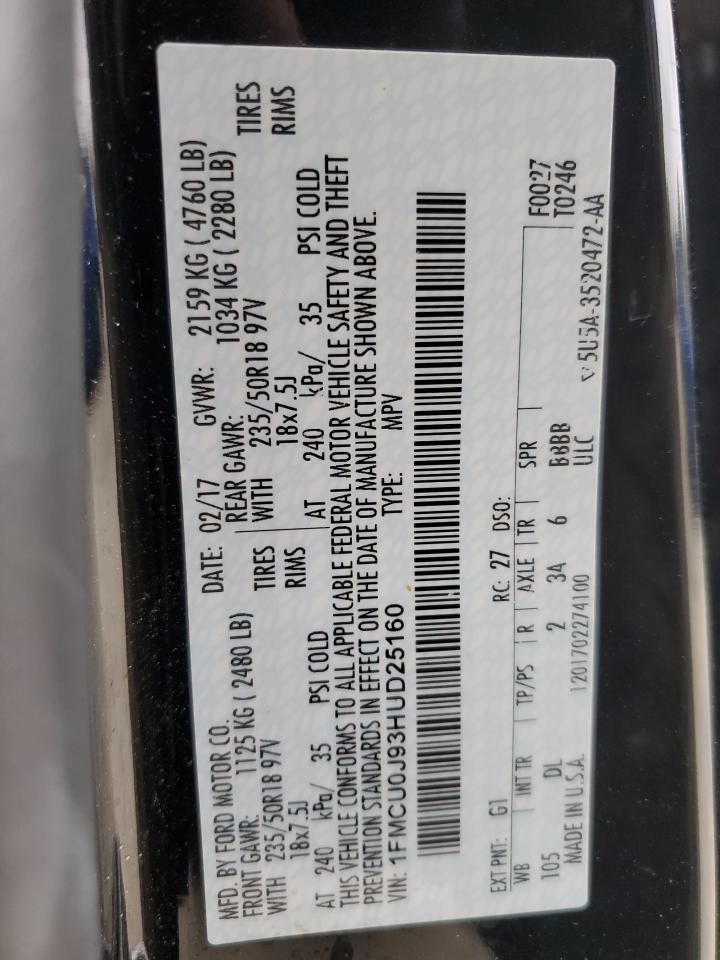 MFD. BY FORD MOTOR CO.
DATE: 02/17 GVWR: 2159 KG ( 4760 LB)
FRONT GAWR: 1125 KG ( 2480 LB)
REAR GAWR: 1034 KG ( 2280 LB)
WITH 235/50R18 97V TIRES
WITH 235/50R18 97V TIRES
18x7.5J RIMS
18x7.5J RIMS
AT 240 kPa/ 35 PSI COLD
AT 240 kPa/ 35 PSI COLD
THIS VEHICLE CONFORMS TO ALL APPLICABLE FEDERAL MOTOR VEHICLE SAFETY AND THEFT
PREVENTION STANDARDS IN EFFECT ON THE DATE OF MANUFACTURE SHOWN ABOVE.
VIN: 1FMCU0J93HUD25160 TYPE: MPV
EXT PNT: G1 RC: 27 DSO:
WB INT TR TP/PS R AXLE TR SPR F0027
T0246
105 DL 2 34 6 BBBB
MADE IN U.S.A. 1201702274100 ULC 5U5A-3520472-AA